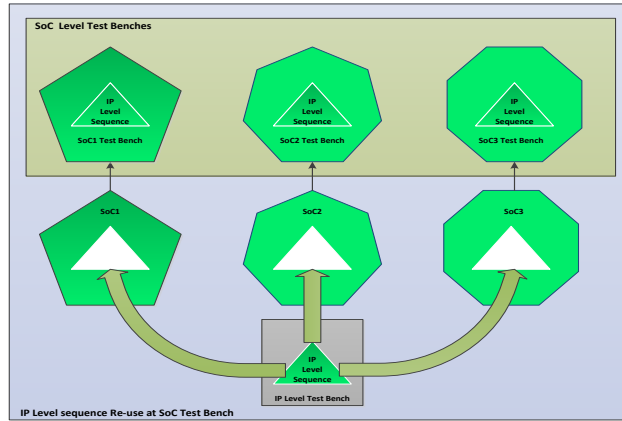 SoC Level Test Benches
IP
Level
Sequence
SoC1 Test Bench
IP
Level
Sequence
SoC2 Test Bench
IP
Level
Sequence
SoC3 Test Bench
SoC1
SoC2
SoC3
IP
Level
Sequence
IP Level Test Bench
IP Level sequence Re-use at SoC Test Bench